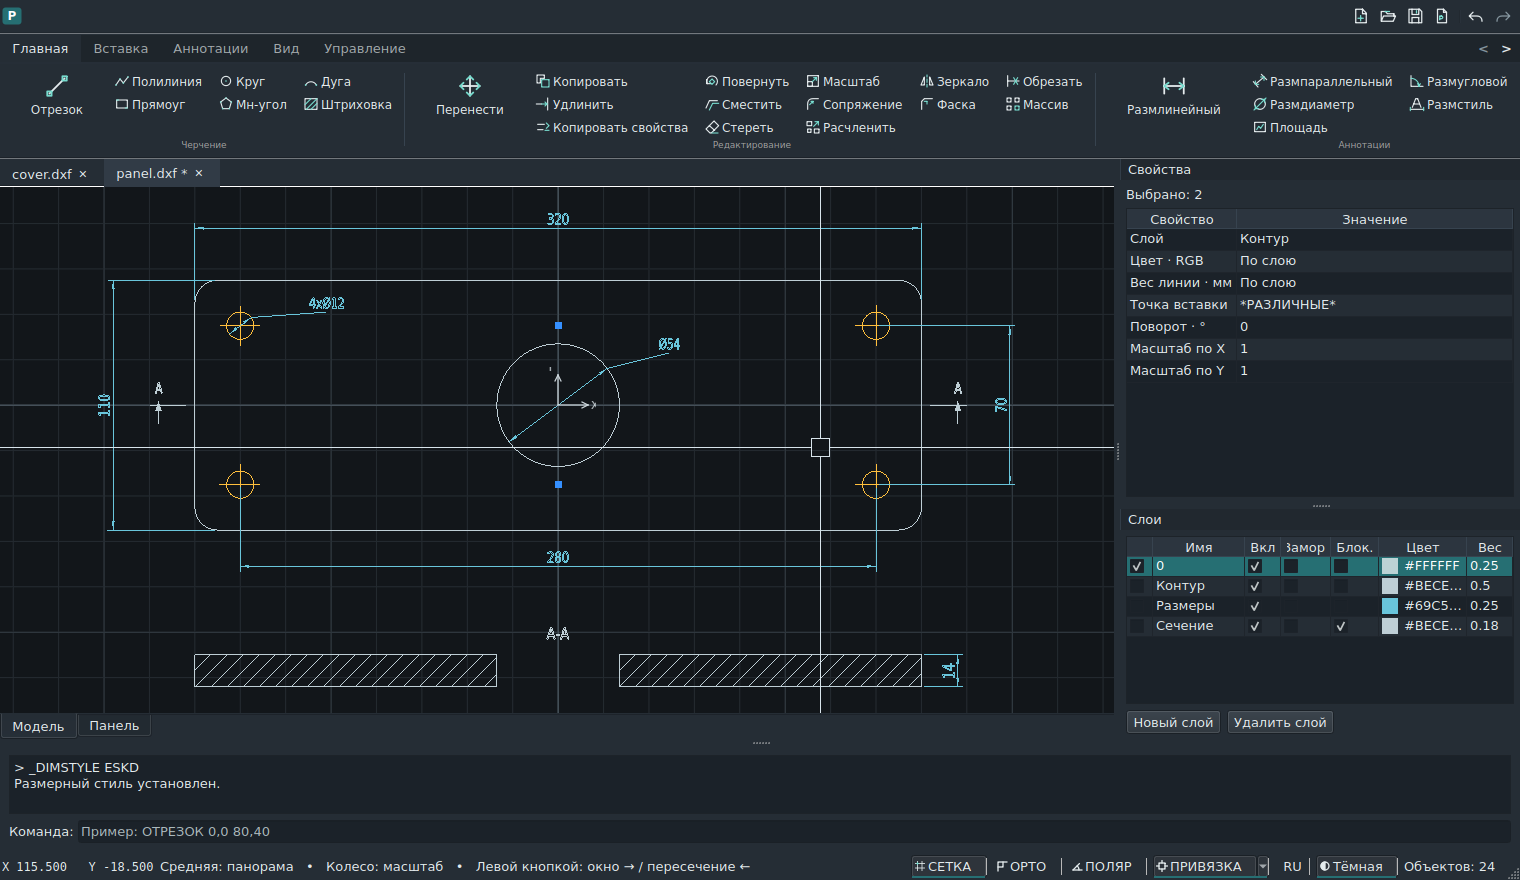 P
Главная Вставка Аннотации Вид Управление < >
Отрезок
Полилиния Круг Дуга
Прямоуг Мн-угол Штриховка
Черчение
Перенести
Копировать Повернуть Масштаб Зеркало Обрезать
Удлинить Сместить Сопряжение Фаска Массив
Копировать свойства Стереть Расчленить
Редактирование
Размлинейный
Размпараллельный Размугловой
Размдиаметр Размстиль
Площадь
Аннотации
cover.dxf × panel.dxf * ×
320
4xØ12
Ø54
A A
110
X
70
280
A-A
14
Свойства
Выбрано: 2
Свойство Значение
Слой Контур
Цвет · RGB По слою
Вес линии · мм По слою
Точка вставки *РАЗЛИЧНЫЕ*
Поворот · ° 0
Масштаб по X 1
Масштаб по Y 1
Слои
Имя Вкл Замор Блок. Цвет Вес
0 #FFFFFF 0.25
Контур #BECE... 0.5
Размеры #69C5... 0.25
Сечение #BECE... 0.18
Новый слой Удалить слой
Модель Панель
> _DIMSTYLE ESKD
Размерный стиль установлен.
Команда: Пример: ОТРЕЗОК 0,0 80,40
X 115.500 Y -18.500 Средняя: панорама • Колесо: масштаб • Левой кнопкой: окно → / пересечение ← СЕТКА ОРТО ПОЛЯР ПРИВЯЗКА RU Тёмная Объектов: 24